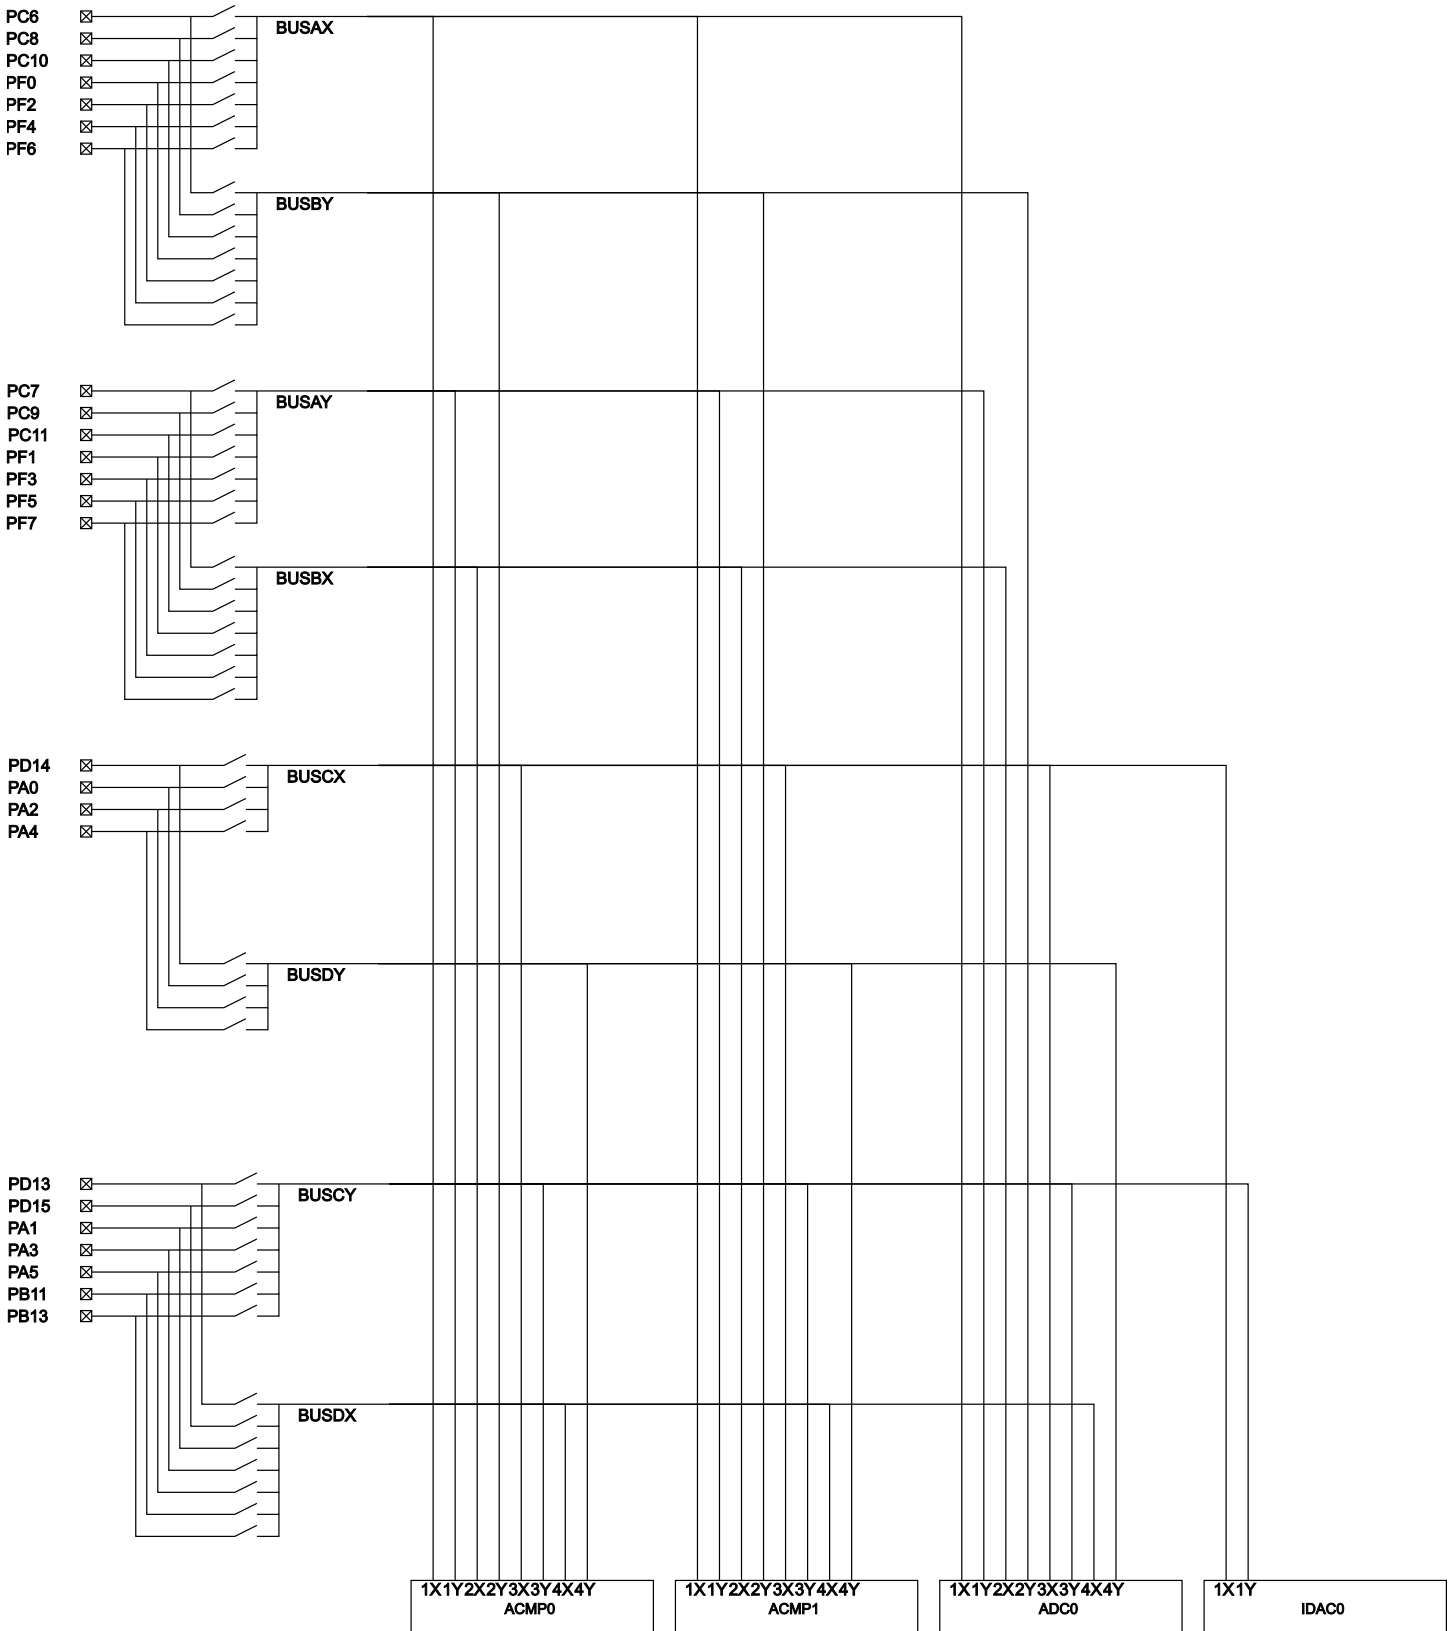 PC6
BUSAX
PC8
PC10
PF0
PF2
PF4
PF6
BUSBY
PC7
BUSAY
PC9
PC11
PF1
PF3
PF5
PF7
BUSBX
PD14
BUSCX
PA0
PA2
PA4
BUSDY
PD13
BUSCY
PD15
PA1
PA3
PA5
PB11
PB13
BUSDX
1X1Y2X2Y3X3Y4X4Y
ACMP0
1X1Y2X2Y3X3Y4X4Y
ACMP1
1X1Y2X2Y3X3Y4X4Y
ADC0
1X1Y
IDAC0